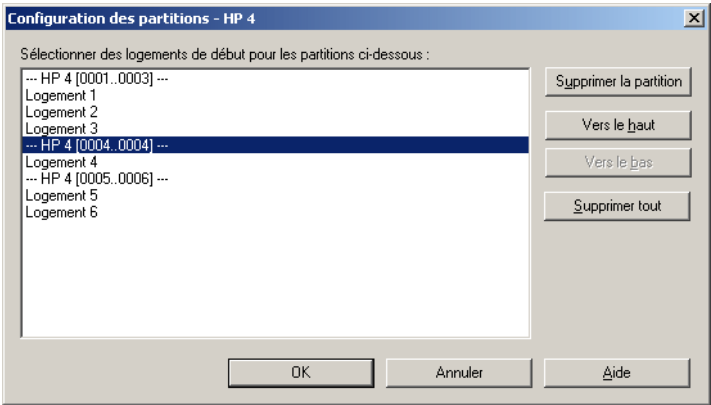 Configuration des partitions - HP 4
Sélectionner des logements de début pour les partitions ci-dessous :
--- HP 4 [0001..0003] ---
Logement 1
Logement 2
Logement 3
--- HP 4 [0004..0004] ---
Logement 4
--- HP 4 [0005..0006] ---
Logement 5
Logement 6
Supprimer la partition
Vers le haut
Vers le bas
Supprimer tout
OK
Annuler
Aide